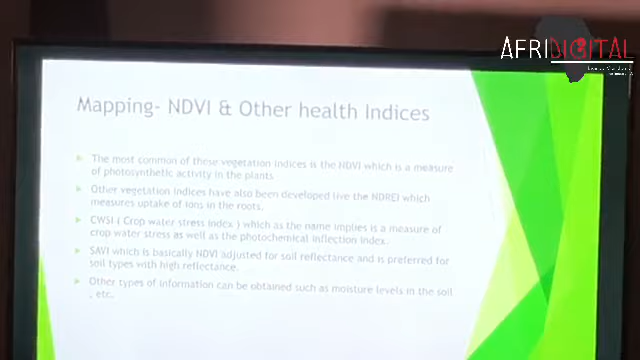 AFRIDIGITAL
Mapping- NDVI & Other health Indices
The most common of these vegetation indices is the NDVI which is a measure
of photosynthetic activity in the plants
Other vegetation indices have also been developed live the NDREI which
measures uptake of ions in the roots.
CWSI ( Crop water stress index ) which as the name implies is a measure of
crop water stress as well as the photochemical inflection index.
SAVI which is basically NDVI adjusted for soil reflectance and is preferred for
soil types with high reflectance.
Other types of information can be obtained such as moisture levels in the soil
, etc.